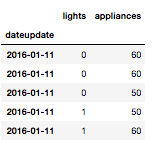 lights appliances
dateupdate
2016-01-11 0 60
2016-01-11 0 60
2016-01-11 0 50
2016-01-11 1 50
2016-01-11 1 60